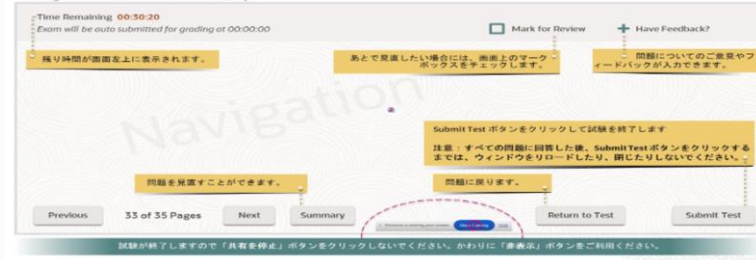 Time Remaining 00:30:20
Exam will be auto submitted for grading at 00:00:00
Mark for Review
Have Feedback?
残り時間が画面左上に表示されます。
あとで見直したい場合には、画面上のマーク
ボックスをチェックします。
問題についてのご意見やフ
ィードバックが入力できます。
Navigation
Submit Test ボタンをクリックして試験を終了します
注意：すべての問題に回答した後、Submit Test ボタンをクリックする
までは、ウィンドウをリロードしたり、閉じたりしないでください。
問題を見直すことができます。
問題に戻ります。
Previous
33 of 35 Pages
Next
Summary
Return to Test
Submit Test
試験が終了しますので「共有を停止」ボタンをクリックしないでください。かわりに「非表示」ボタンをご利用ください。